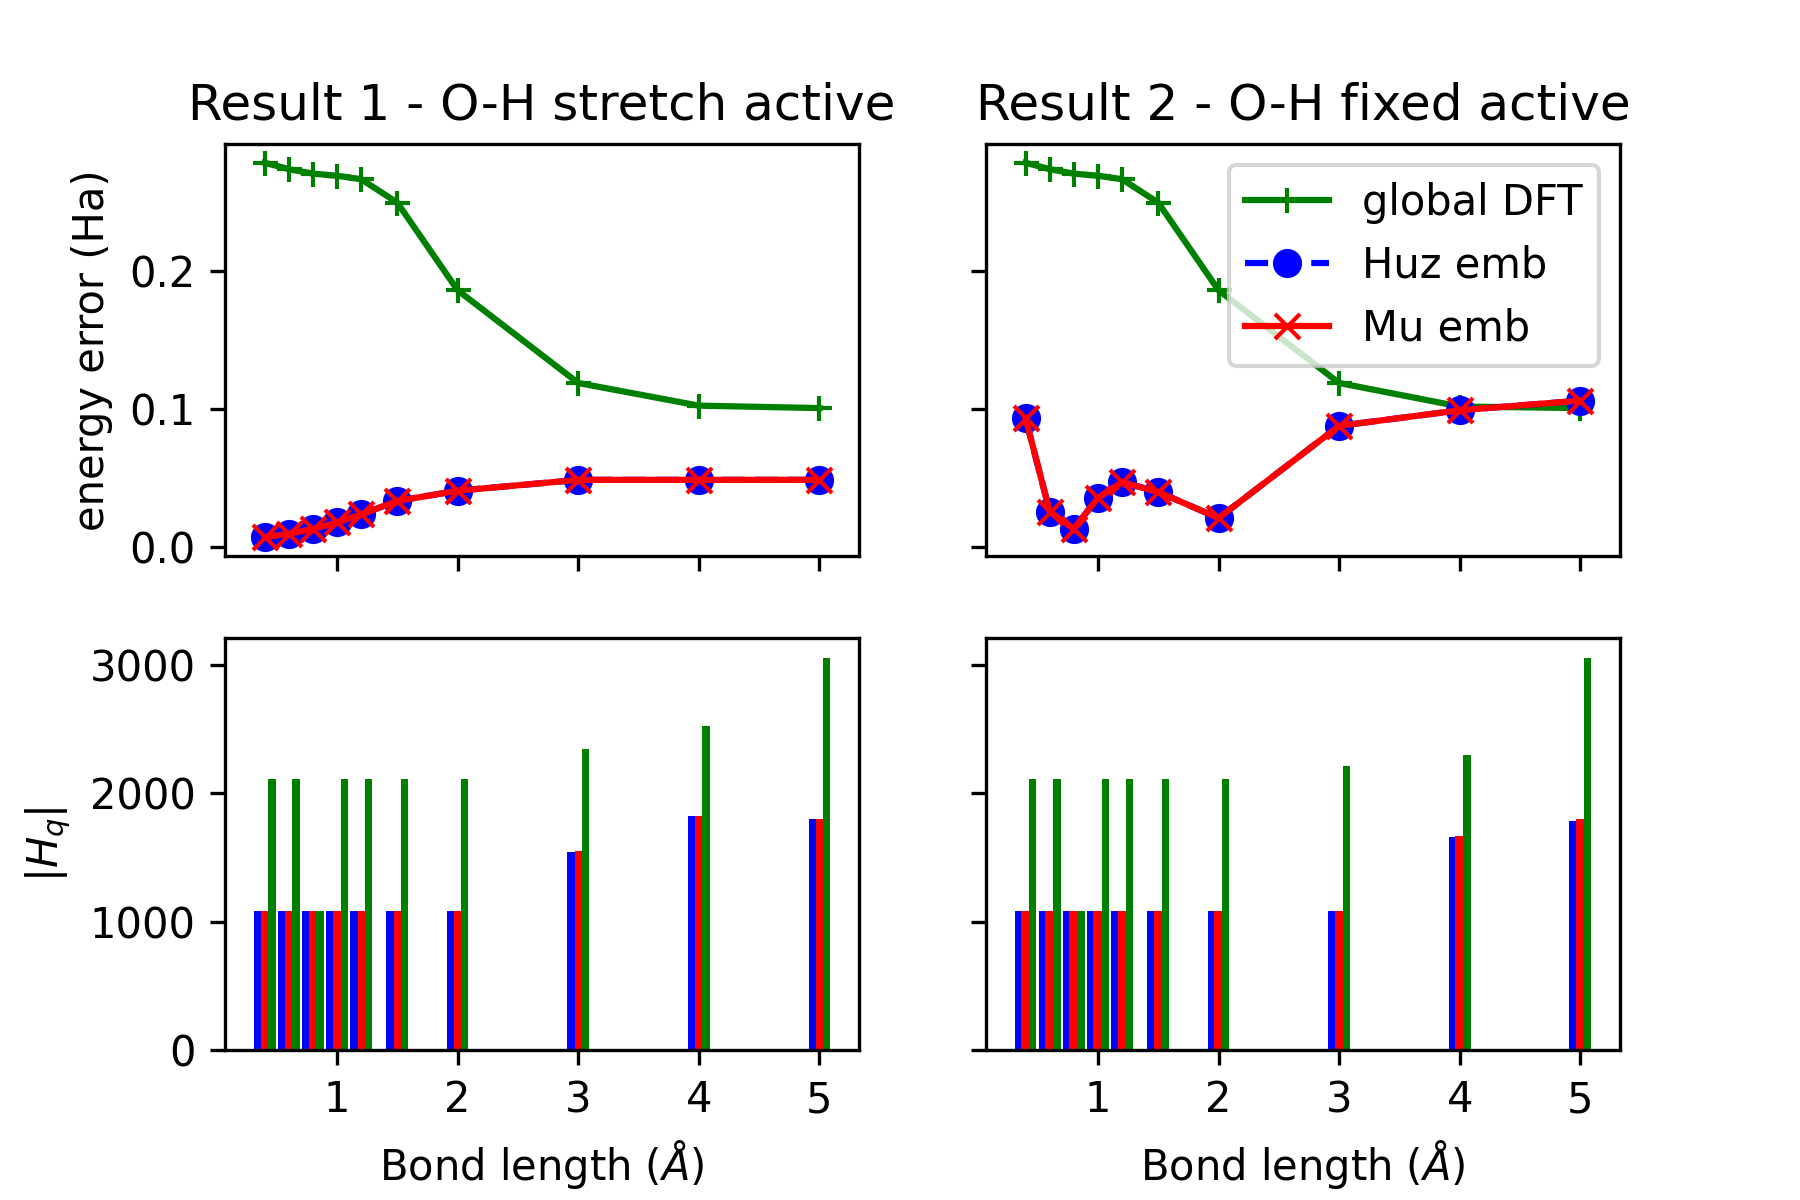 Result 1 - O-H stretch active
Result 2 - O-H fixed active
energy error (Ha)
0.2
0.1
0.0
global DFT
Huz emb
Mu emb
|H_q|
3000
2000
1000
0
1 2 3 4 5
1 2 3 4 5
Bond length (Å)
Bond length (Å)